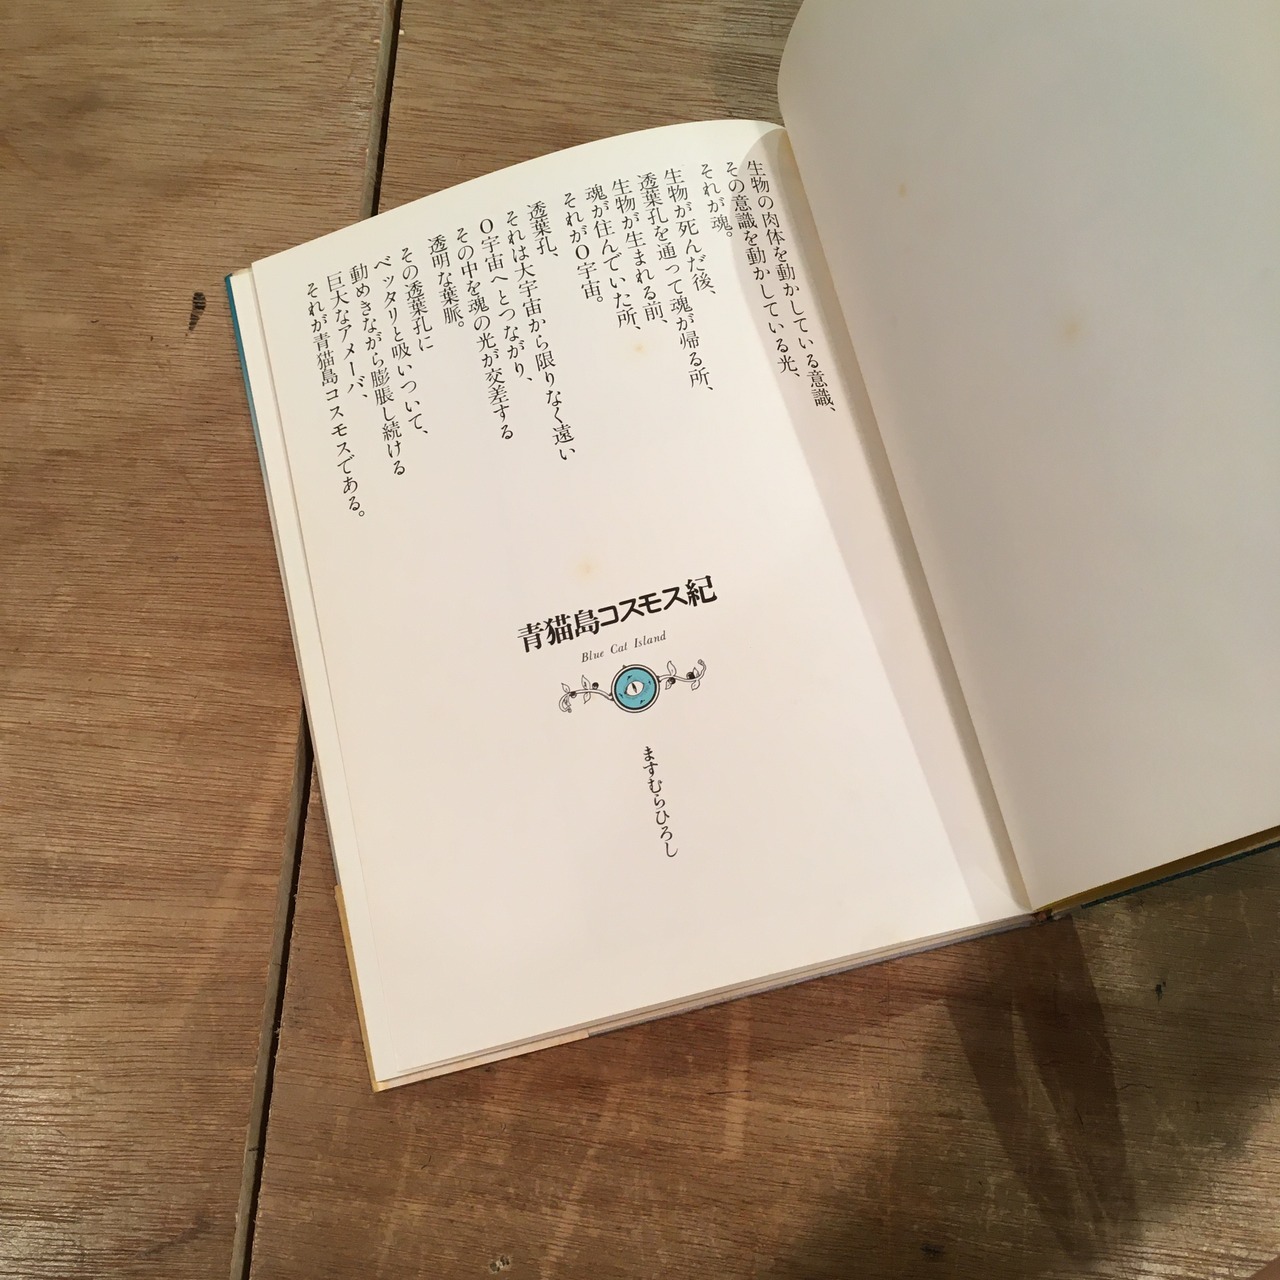 生物の肉体を動かしている意識、
その意識を動かしている光、
それが魂。
生物が死んだ後、
透葉孔を通って魂が帰る所、
生物が生まれる前、
魂が住んでいた所、
それがO宇宙。
透葉孔、
それは大宇宙から限りなく遠い
O宇宙へとつながり、
その中を魂の光が交差する
透明な葉脈。
その透葉孔に
ベッタリと吸いついて、
動めきながら膨脹し続ける
巨大なアメーバ、
それが青猫島コスモスである。
青猫島コスモス紀
Blue Cat Island
ますむらひろし